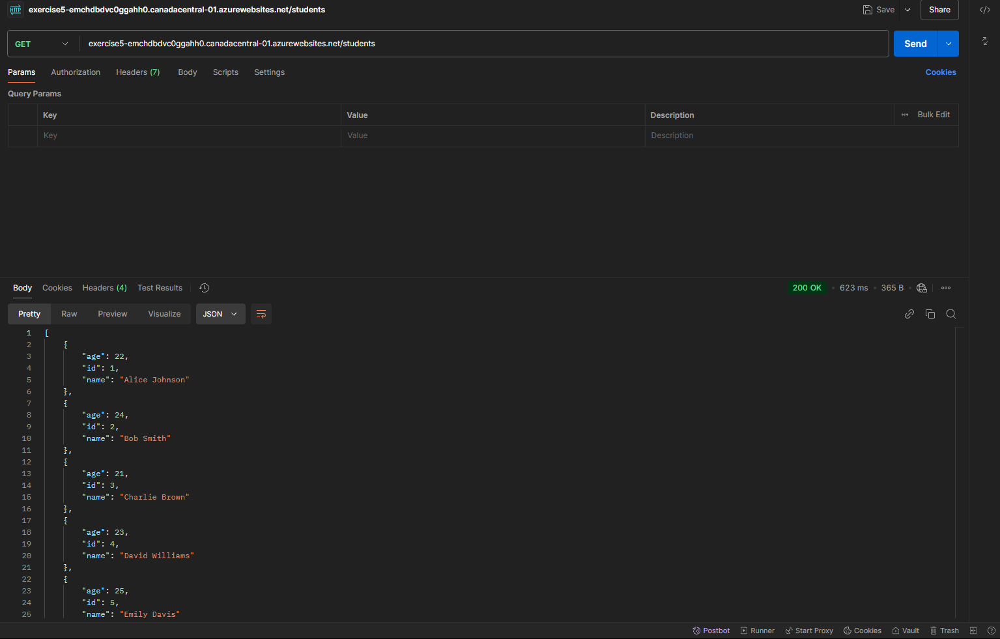 HTTP exercise5-emchdbdvc0ggahh0.canadacentral-01.azurewebsites.net/students Save Share
GET exercise5-emchdbdvc0ggahh0.canadacentral-01.azurewebsites.net/students Send
Params Authorization Headers (7) Body Scripts Settings Cookies
Query Params
Key Value Description Bulk Edit
Key Value Description
Body Cookies Headers (4) Test Results 200 OK 623 ms 365 B
Pretty Raw Preview Visualize JSON
1 [
2 {
3 "age": 22,
4 "id": 1,
5 "name": "Alice Johnson"
6 },
7 {
8 "age": 24,
9 "id": 2,
10 "name": "Bob Smith"
11 },
12 {
13 "age": 21,
14 "id": 3,
15 "name": "Charlie Brown"
16 },
17 {
18 "age": 23,
19 "id": 4,
20 "name": "David Williams"
21 },
22 {
23 "age": 25,
24 "id": 5,
25 "name": "Emily Davis"
Postbot Runner Start Proxy Cookies Vault Trash